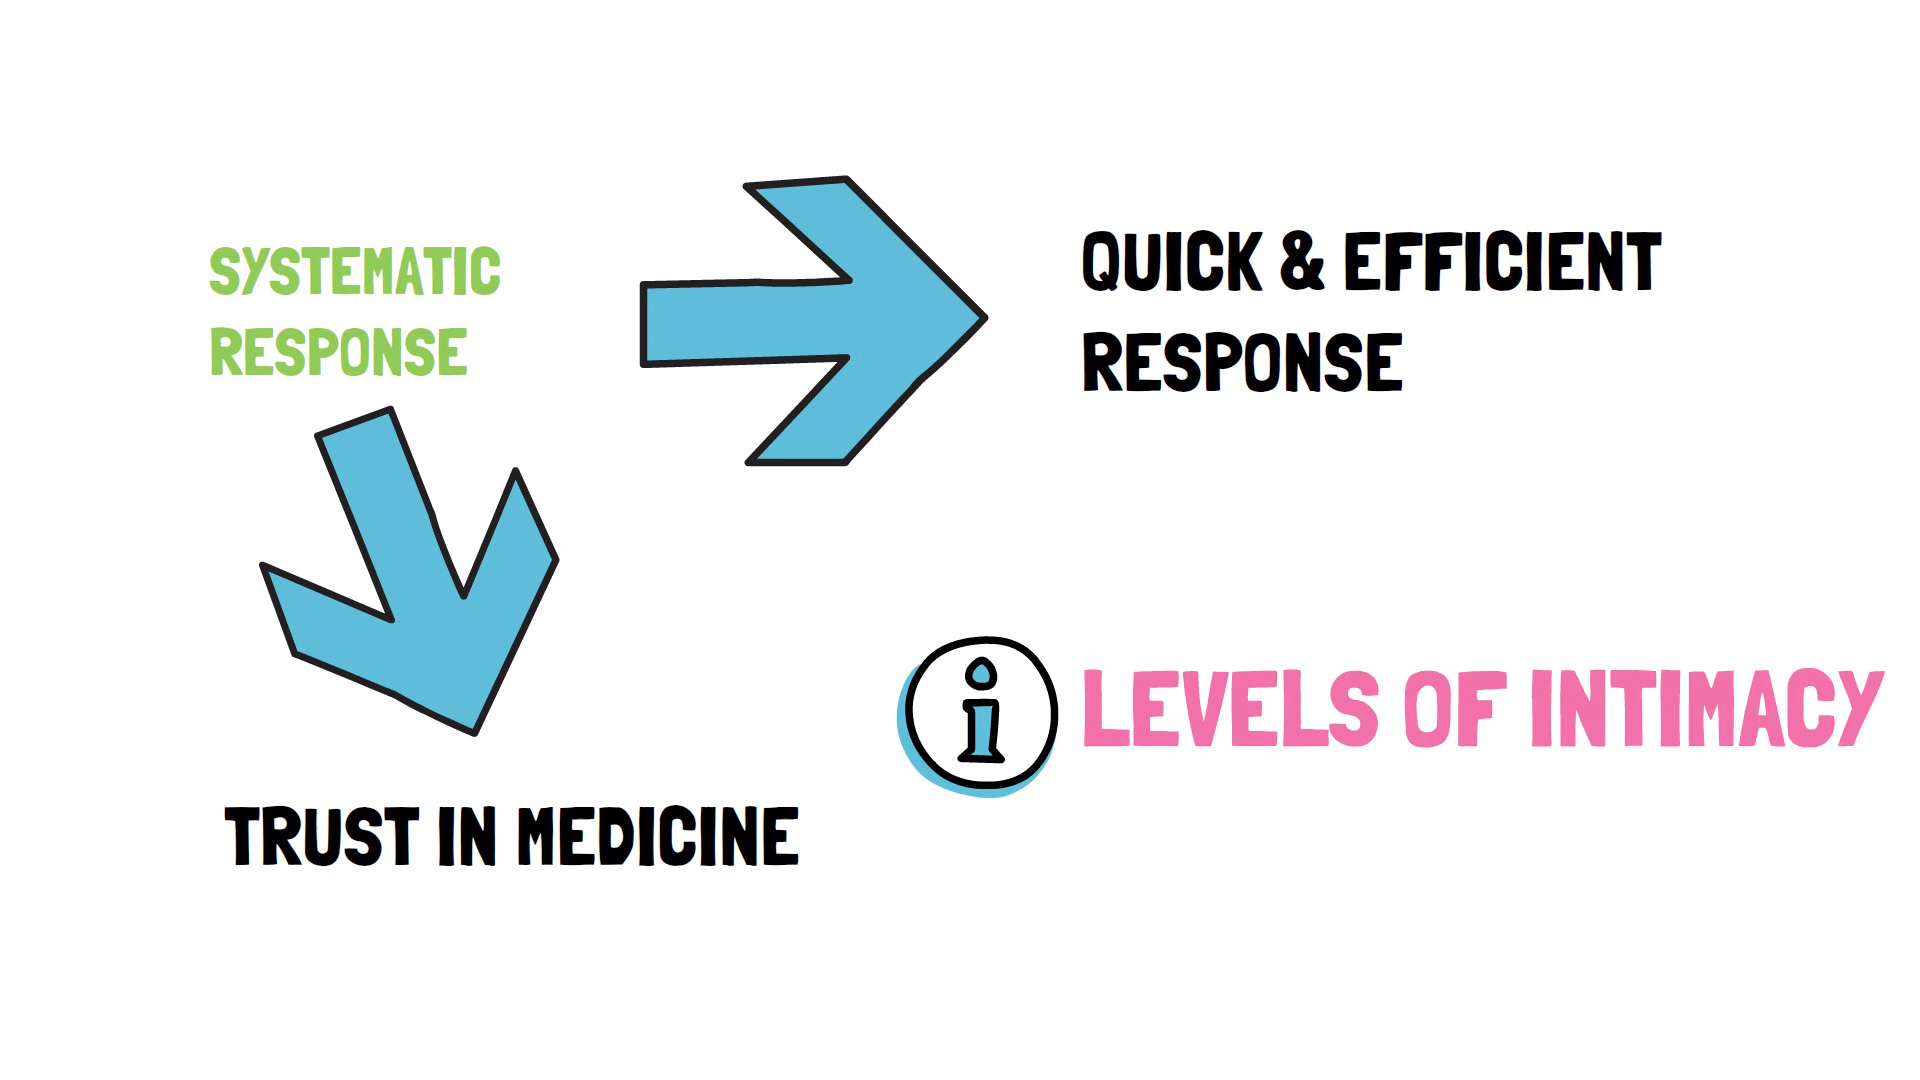 SYSTEMATIC
RESPONSE
QUICK & EFFICIENT
RESPONSE
i LEVELS OF INTIMACY
TRUST IN MEDICINE